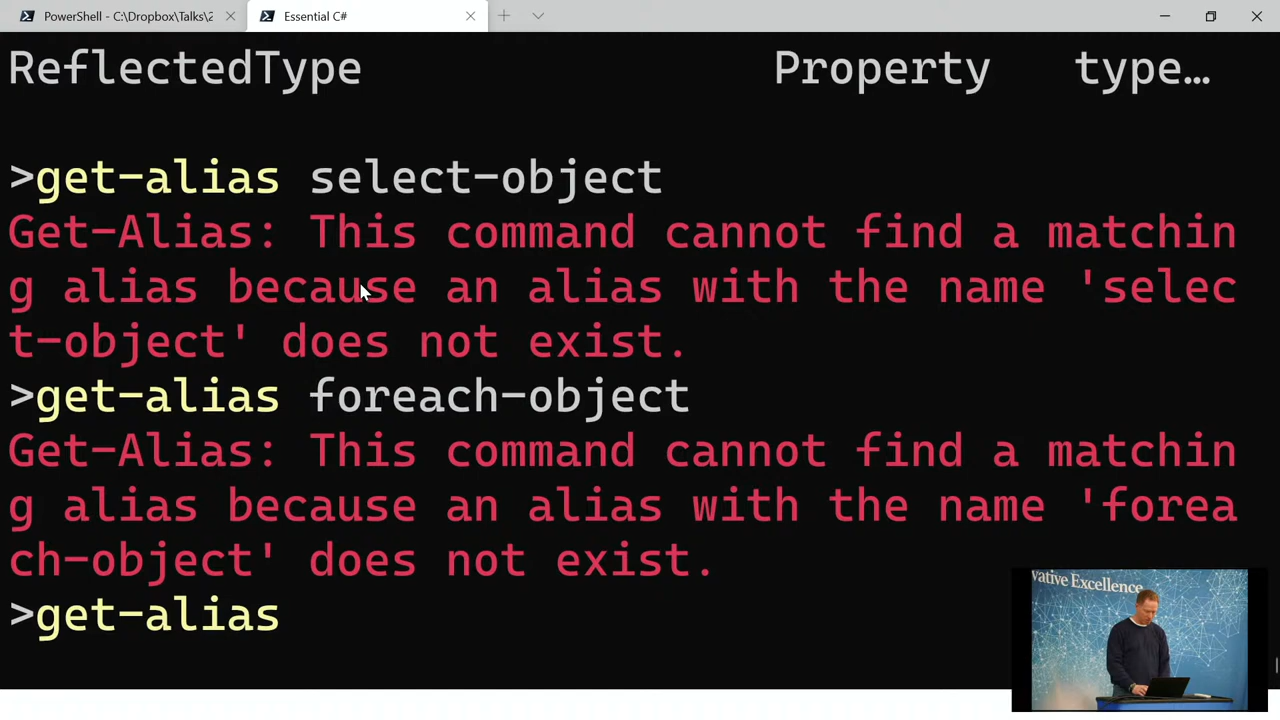 PowerShell - C:\Dropbox\Talks\2
Essential C#
ReflectedType Property type…
>get-alias select-object
Get-Alias: This command cannot find a matchin
g alias because an alias with the name 'selec
t-object' does not exist.
>get-alias foreach-object
Get-Alias: This command cannot find a matchin
g alias because an alias with the name 'forea
ch-object' does not exist.
>get-alias
vative Excellence